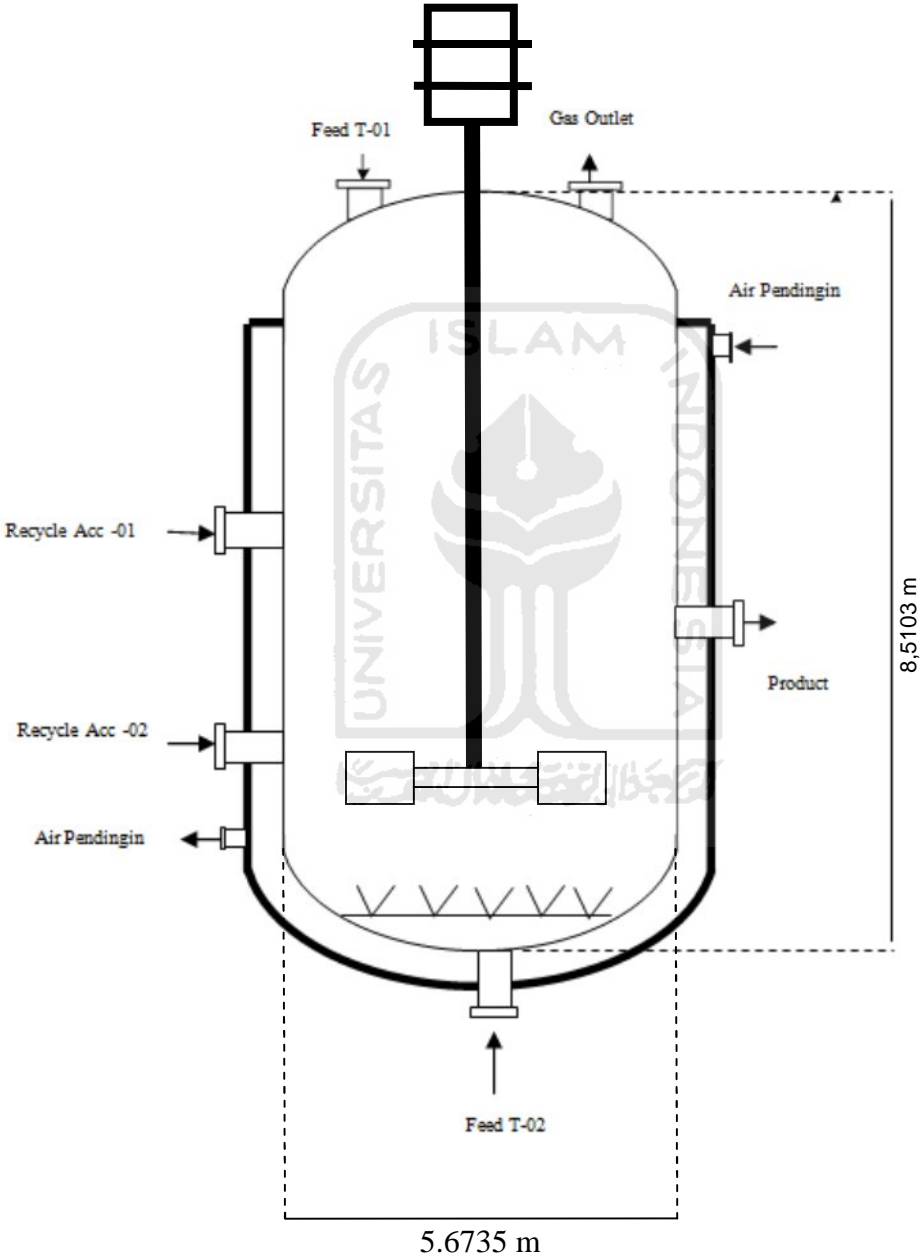 Feed T-01
Gas Outlet
Air Pendingin
UNIVERSITAS
ISLAM
INDONESIA
Recycle Acc -01
8,5103 m
Product
Recycle Acc -02
Air Pendingin
Feed T-02
5.6735 m